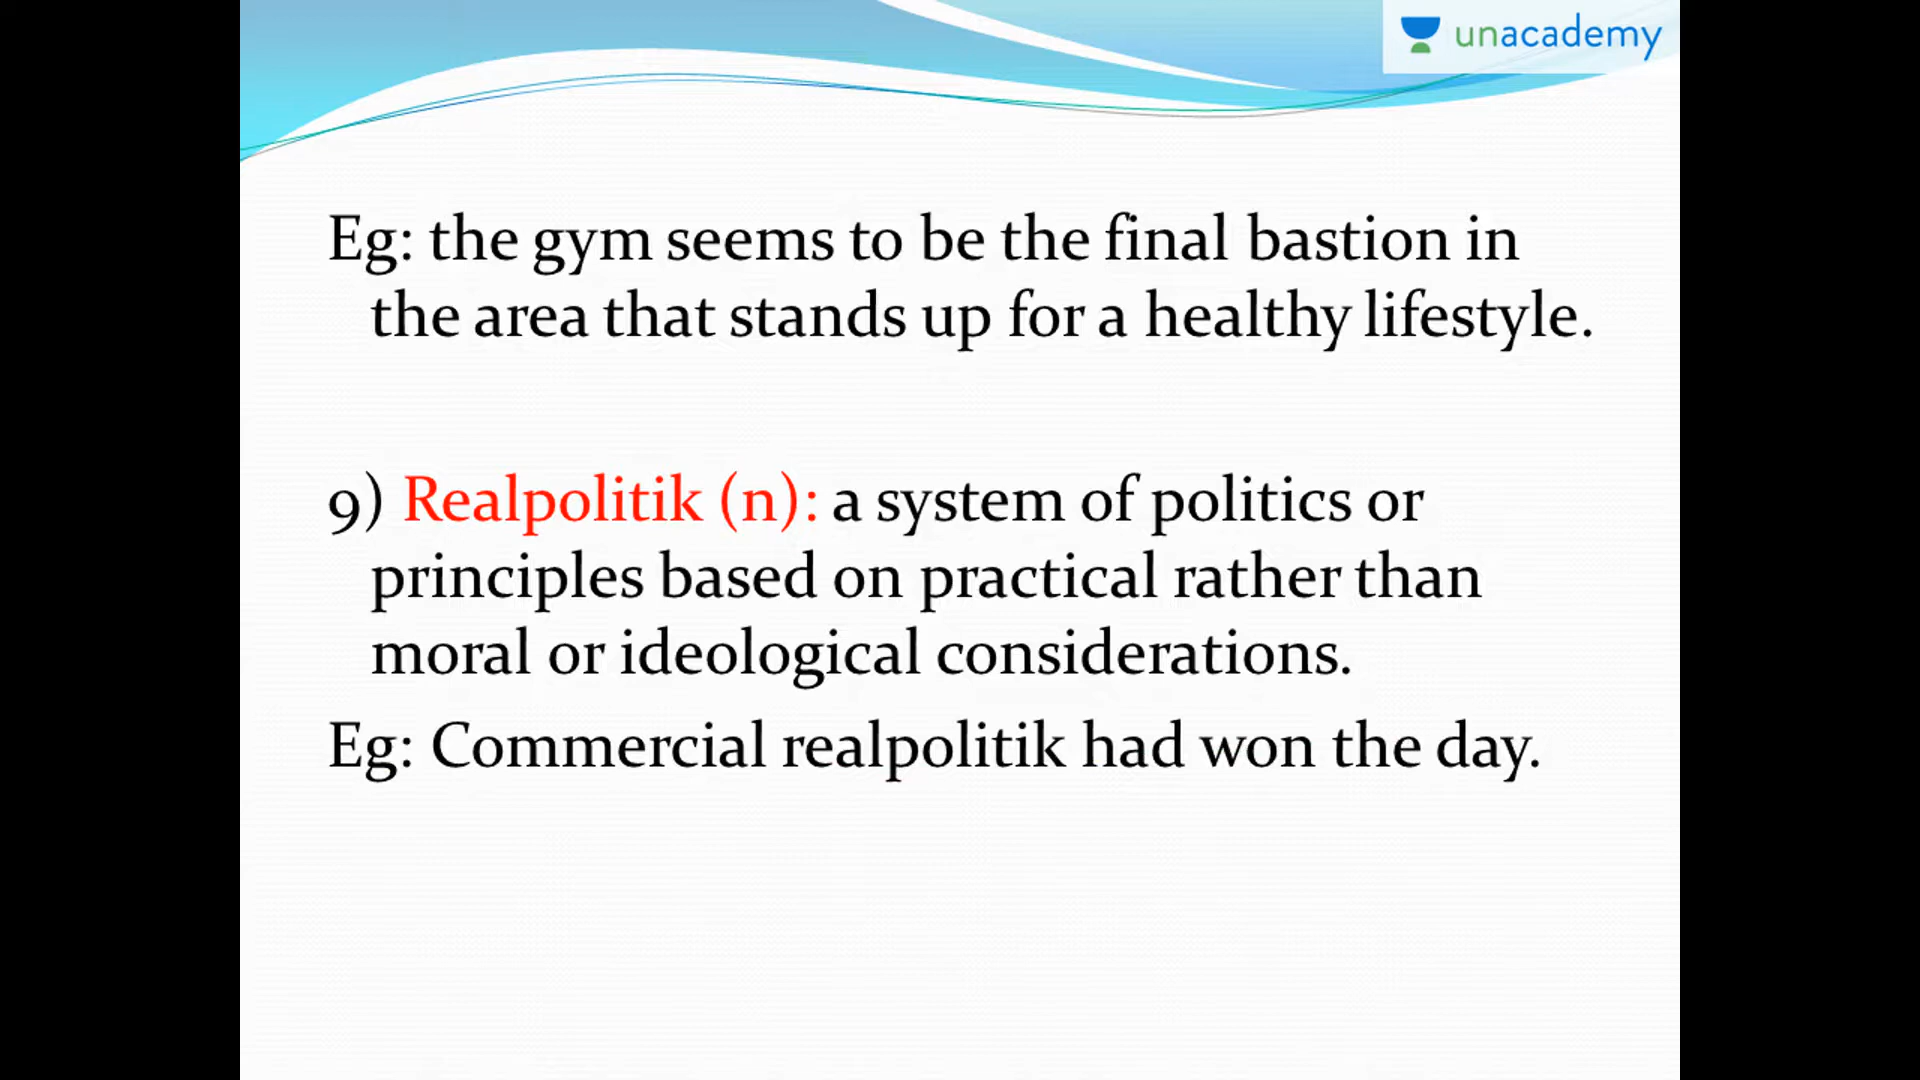 unacademy
Eg: the gym seems to be the final bastion in
the area that stands up for a healthy lifestyle.
9) Realpolitik (n): a system of politics or
principles based on practical rather than
moral or ideological considerations.
Eg: Commercial realpolitik had won the day.